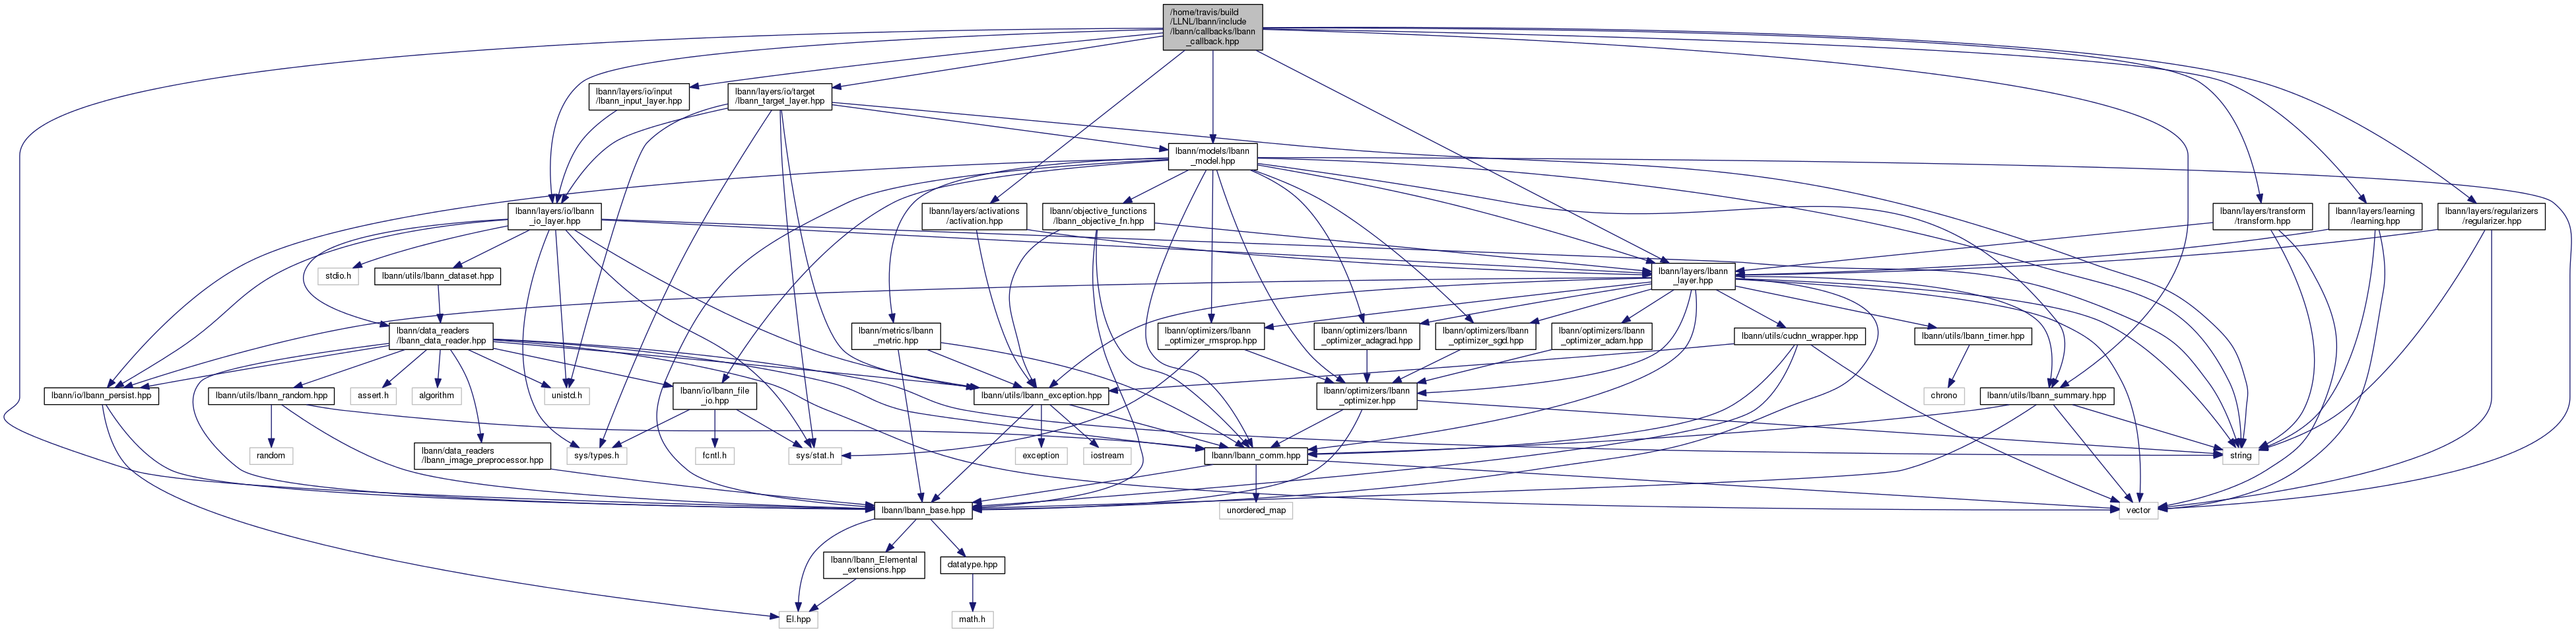 /home/travis/build
/LLNL/lbann/include
/lbann/callbacks/lbann
_callback.hpp
lbann/layers/io/input
/lbann_input_layer.hpp
lbann/layers/io/target
/lbann_target_layer.hpp
lbann/models/lbann
_model.hpp
lbann/layers/io/lbann
_io_layer.hpp
lbann/layers/activations
/activation.hpp
lbann/objective_functions
/lbann_objective_fn.hpp
lbann/layers/transform
/transform.hpp
lbann/layers/learning
/learning.hpp
lbann/layers/regularizers
/regularizer.hpp
stdio.h
lbann/utils/lbann_dataset.hpp
lbann/layers/lbann
_layer.hpp
lbann/data_readers
/lbann_data_reader.hpp
lbann/metrics/lbann
_metric.hpp
lbann/optimizers/lbann
_optimizer_rmsprop.hpp
lbann/optimizers/lbann
_optimizer_adagrad.hpp
lbann/optimizers/lbann
_optimizer_sgd.hpp
lbann/optimizers/lbann
_optimizer_adam.hpp
lbann/utils/cudnn_wrapper.hpp
lbann/utils/lbann_timer.hpp
lbann/io/lbann_persist.hpp
lbann/utils/lbann_random.hpp
assert.h
algorithm
unistd.h
lbann/io/lbann_file
_io.hpp
lbann/utils/lbann_exception.hpp
lbann/optimizers/lbann
_optimizer.hpp
chrono
lbann/utils/lbann_summary.hpp
random
lbann/data_readers
/lbann_image_preprocessor.hpp
sys/types.h
fcntl.h
sys/stat.h
exception
iostream
lbann/lbann_comm.hpp
string
lbann/lbann_base.hpp
unordered_map
vector
lbann/lbann_Elemental
_extensions.hpp
datatype.hpp
El.hpp
math.h